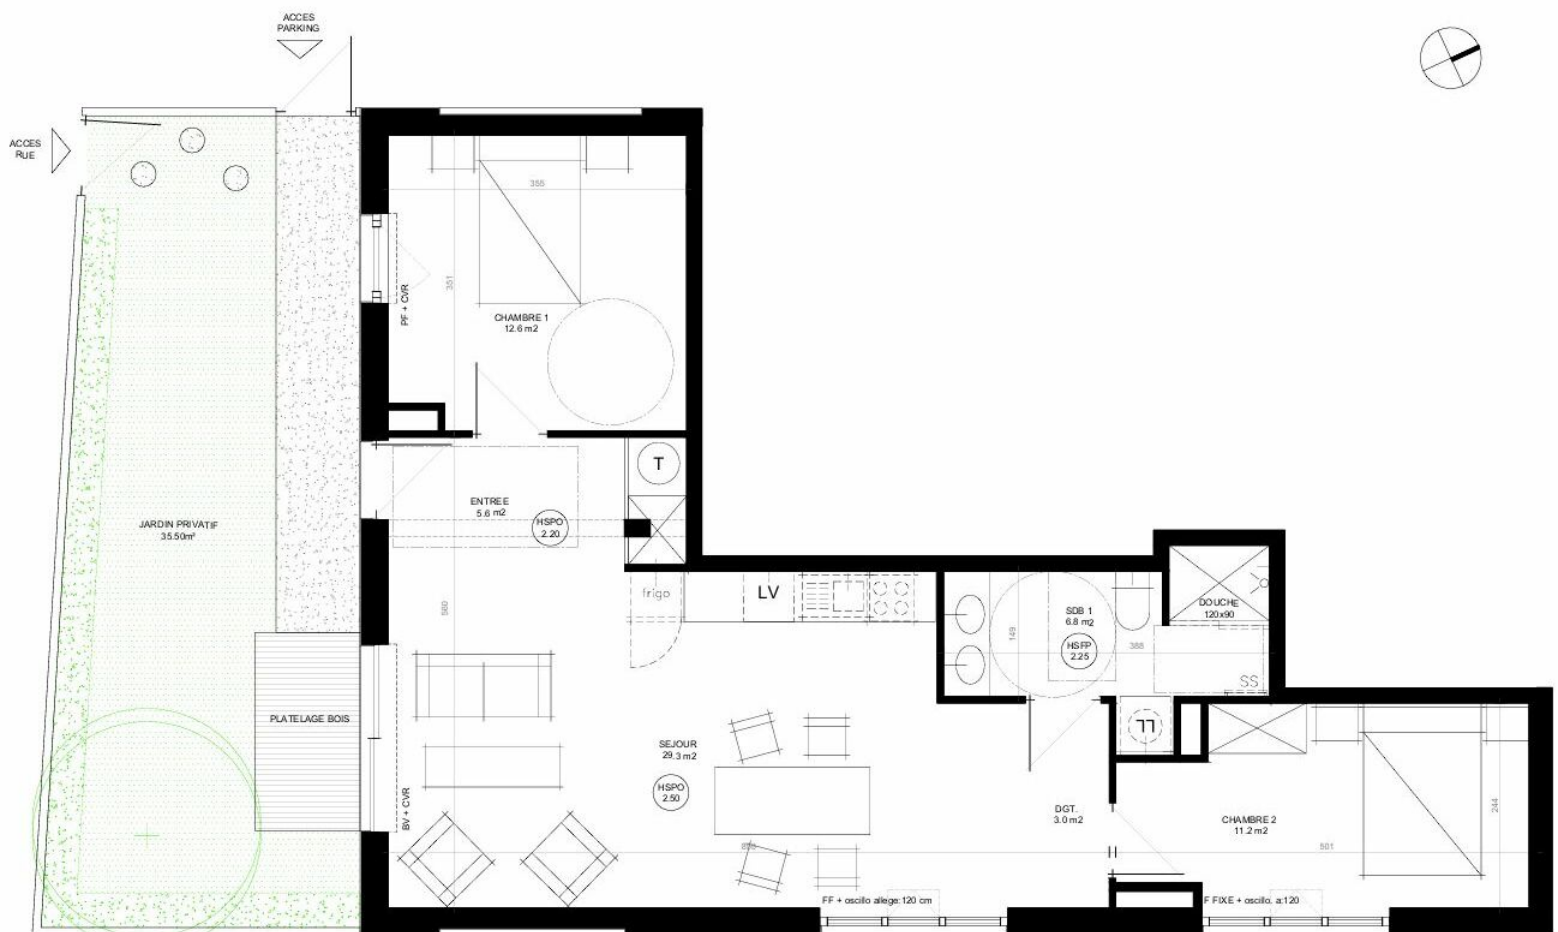 ACCES
PARKING
ACCES
RUE
355
351
PF + CVR
CHAMBRE 1
12.6 m2
T
ENTREE
5.6 m2
HSPO
2.20
JARDIN PRIVATIF
35.50m²
frigo
LV
560
149
SDB 1
6.8 m2
HSFP
2.25
388
DOUCHE
120x90
SS
PLATELAGE BOIS
SEJOUR
29.3 m2
HSPO
2.50
LL
BV + CVR
DGT.
3.0 m2
CHAMBRE 2
11.2 m2
244
501
FF + oscillo allege: 120 cm
F FIXE + oscillo. a:120